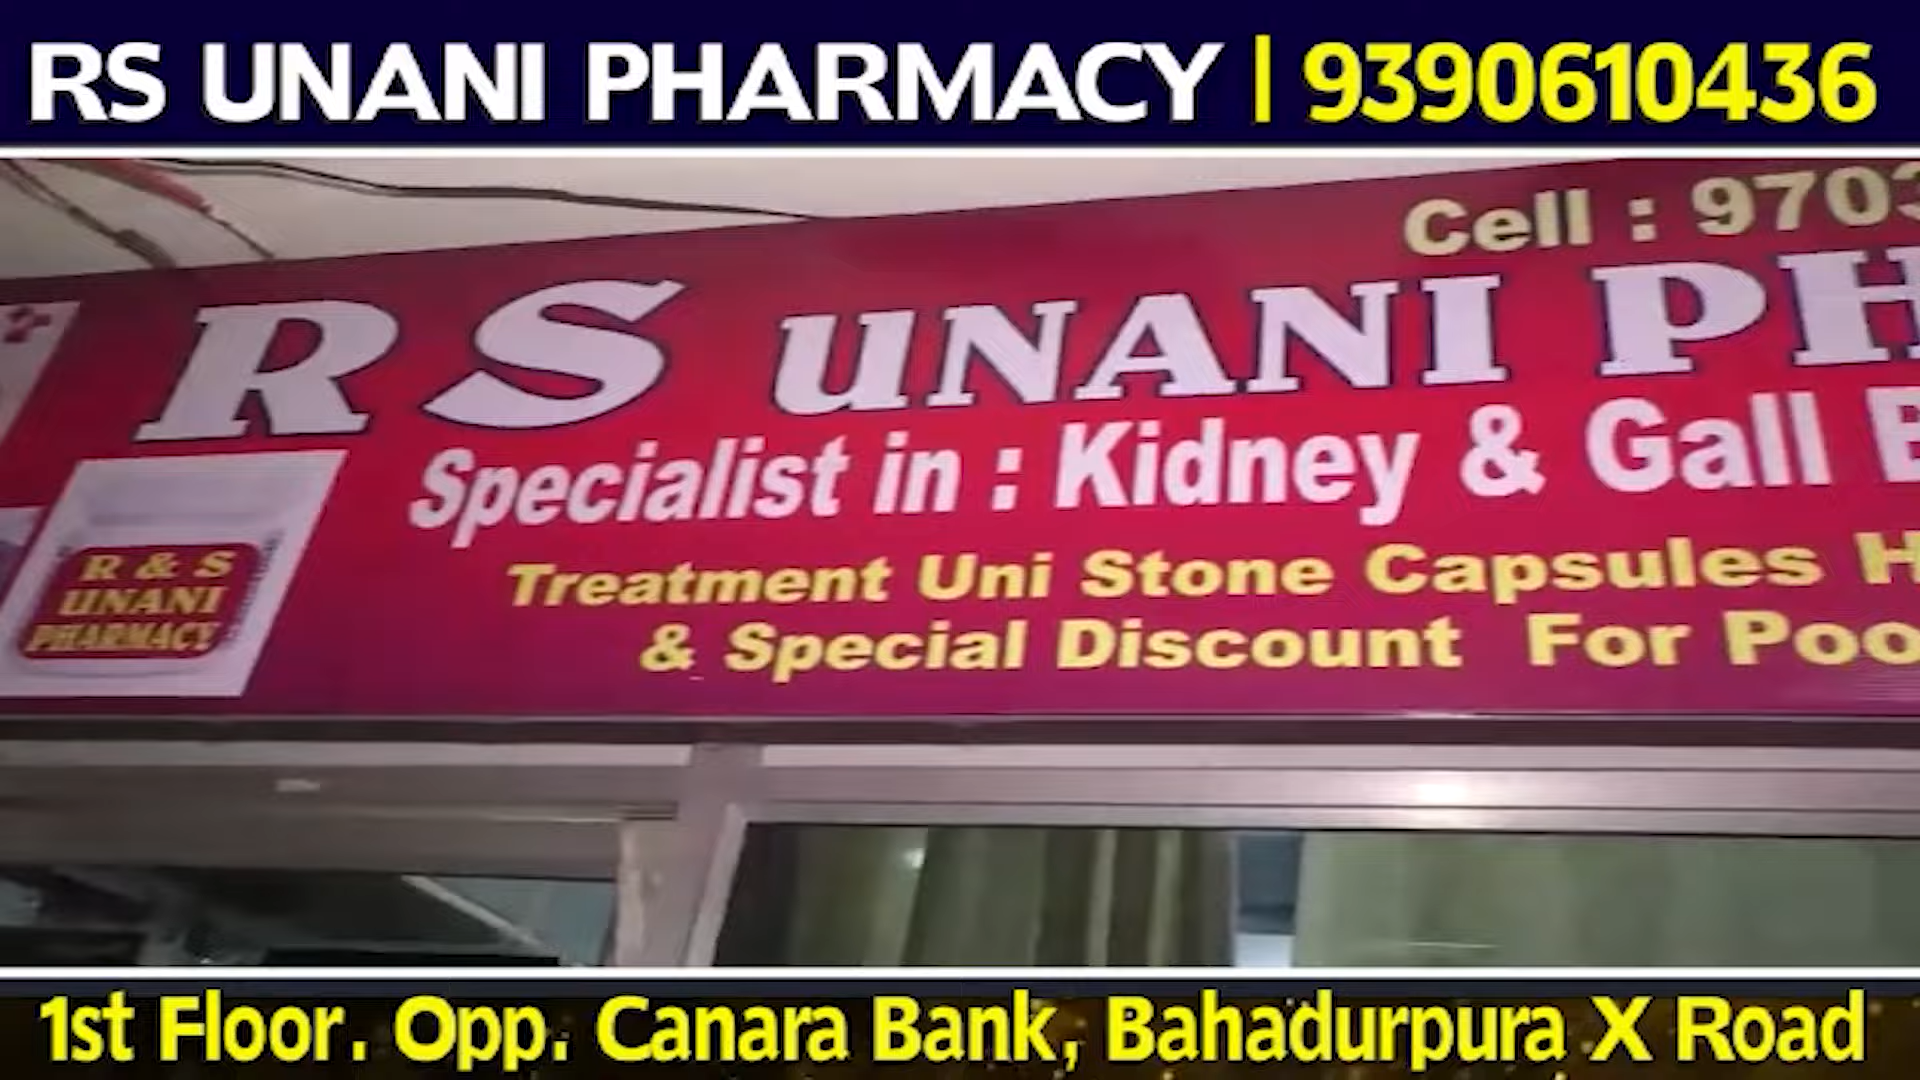 RS UNANI PHARMACY | 9390610436
Cell : 9703
R S UNANI PH
Specialist in : Kidney & Gall
Treatment Uni Stone Capsules
& Special Discount For
R & S
UNANI
PHARMACY
1st Floor. Opp. Canara Bank, Bahadurpura X Road